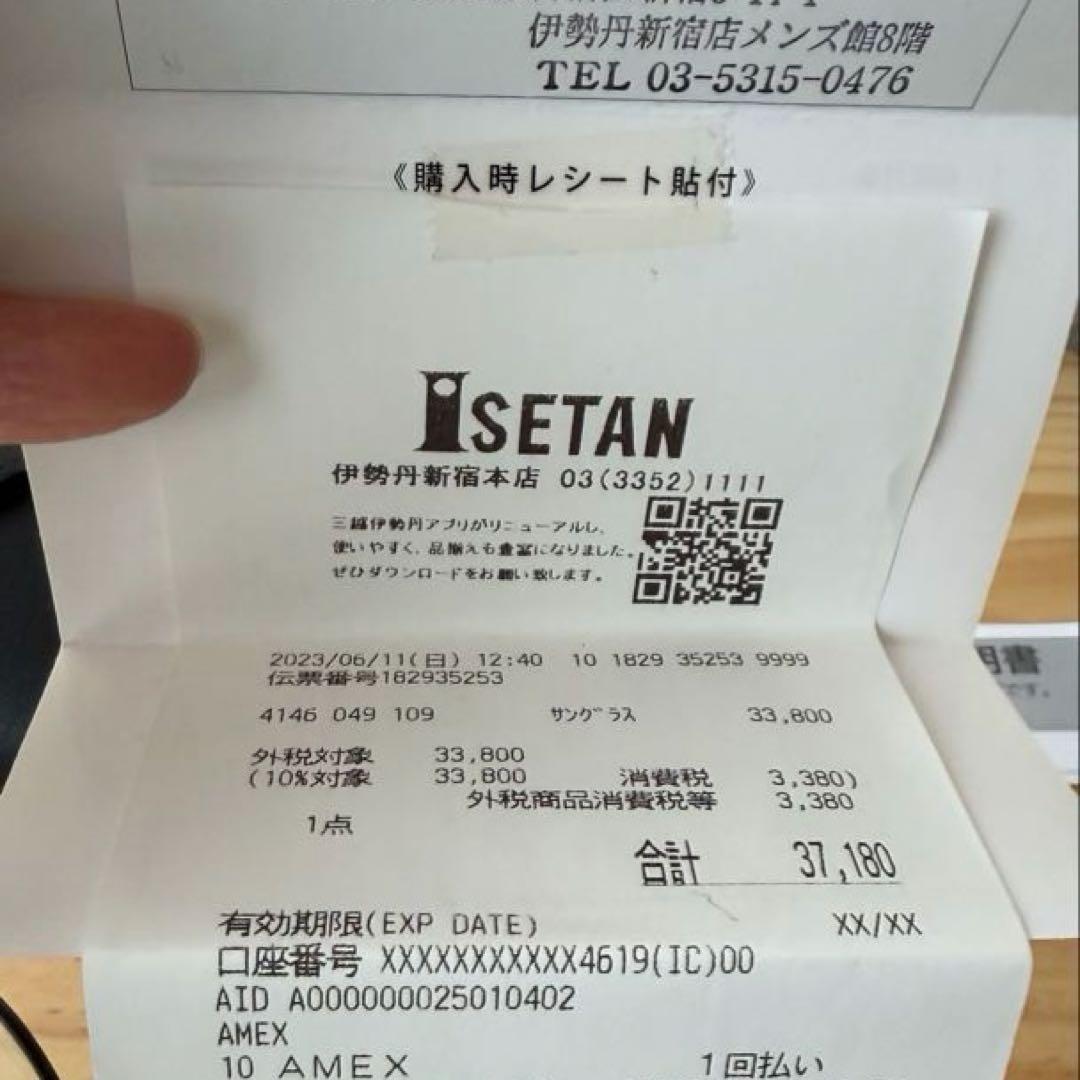 伊勢丹新宿店メンズ館8階
TEL 03-5315-0476
《購入時レシート貼付》
ISETAN
伊勢丹新宿本店 03(3352)1111
三越伊勢丹アプリがリニューアルし、
使いやすく、品揃えも豊富になりました。
ぜひダウンロードをお願い致します。
2023/06/11(日) 12:40 10 1829 35253 9999
伝票番号182935253
4146 049 109 サングラス 33,800
外税対象 33,800
(10%対象 33,800 消費税 3,380)
外税商品消費税等 3,380
1点
合計 37,180
有効期限(EXP DATE) XX/XX
口座番号 XXXXXXXXXXX4619(IC)00
AID A000000025010402
AMEX
10 AMEX 1回払い
明書
です。